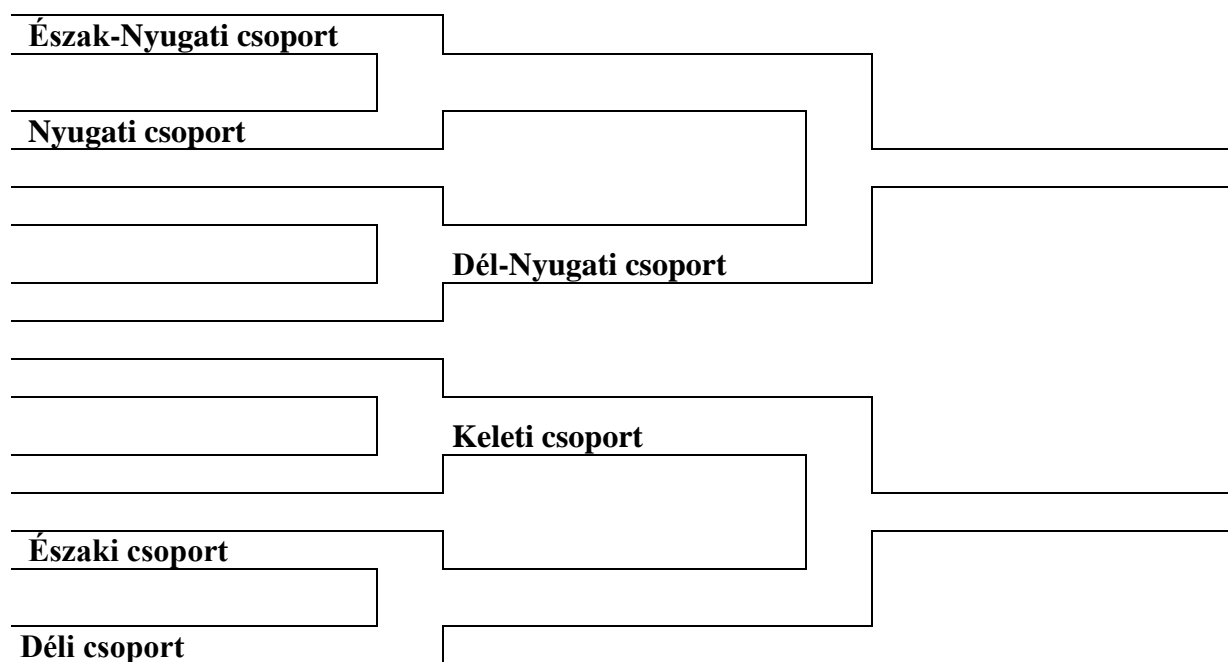 Észak-Nyugati csoport
Nyugati csoport
Dél-Nyugati csoport
Keleti csoport
Északi csoport
Déli csoport